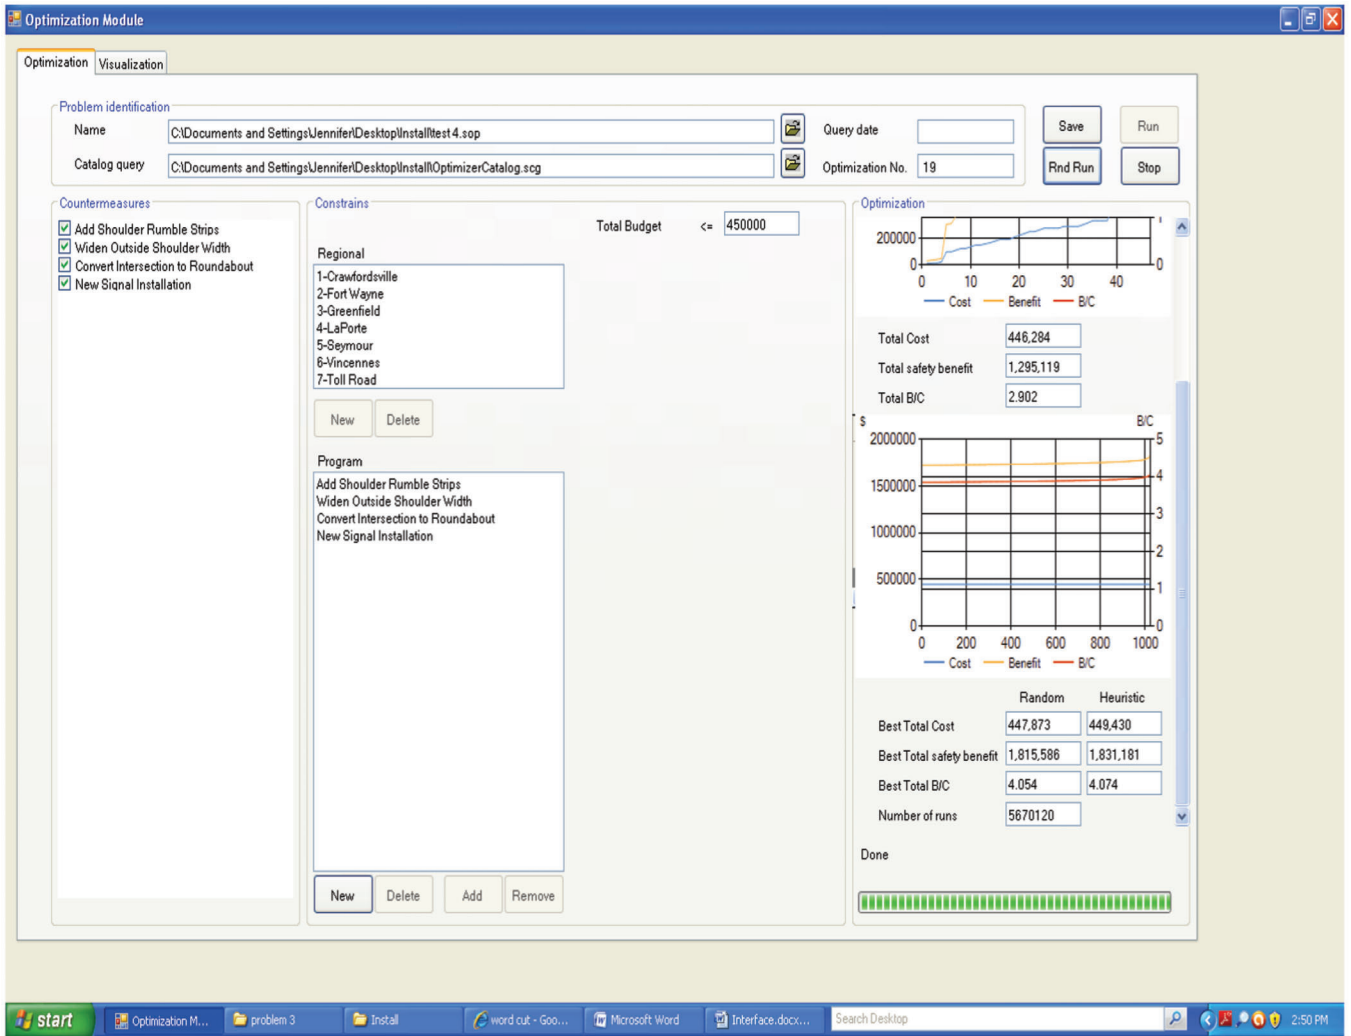 Optimization Module
Optimization Visualization
Problem identification
Name C:\Documents and Settings\Jennifer\Desktop\Install\test 4.sop Query date Save Run
Catalog query C:\Documents and Settings\Jennifer\Desktop\Install\OptimizerCatalog.scg Optimization No. 19 Rnd Run Stop
Countermeasures
Add Shoulder Rumble Strips
Widen Outside Shoulder Width
Convert Intersection to Roundabout
New Signal Installation
Constrains
Total Budget <= 450000
Regional
1-Crawfordsville
2-Fort Wayne
3-Greenfield
4-LaPorte
5-Seymour
6-Vincennes
7-Toll Road
New Delete
Program
Add Shoulder Rumble Strips
Widen Outside Shoulder Width
Convert Intersection to Roundabout
New Signal Installation
New Delete Add Remove
Optimization
200000
0 0
0 10 20 30 40
Cost Benefit B/C
Total Cost 446,284
Total safety benefit 1,295,119
Total B/C 2.902
$ B/C
2000000 5
1500000 4
3
1000000
2
500000
1
0 0
0 200 400 600 800 1000
Cost Benefit B/C
Random Heuristic
Best Total Cost 447,873 449,430
Best Total safety benefit 1,815,586 1,831,181
Best Total B/C 4.054 4.074
Number of runs 5670120
Done
start Optimization M... problem 3 Install word cut - Goo... Microsoft Word Interface.docx... Search Desktop 2:50 PM